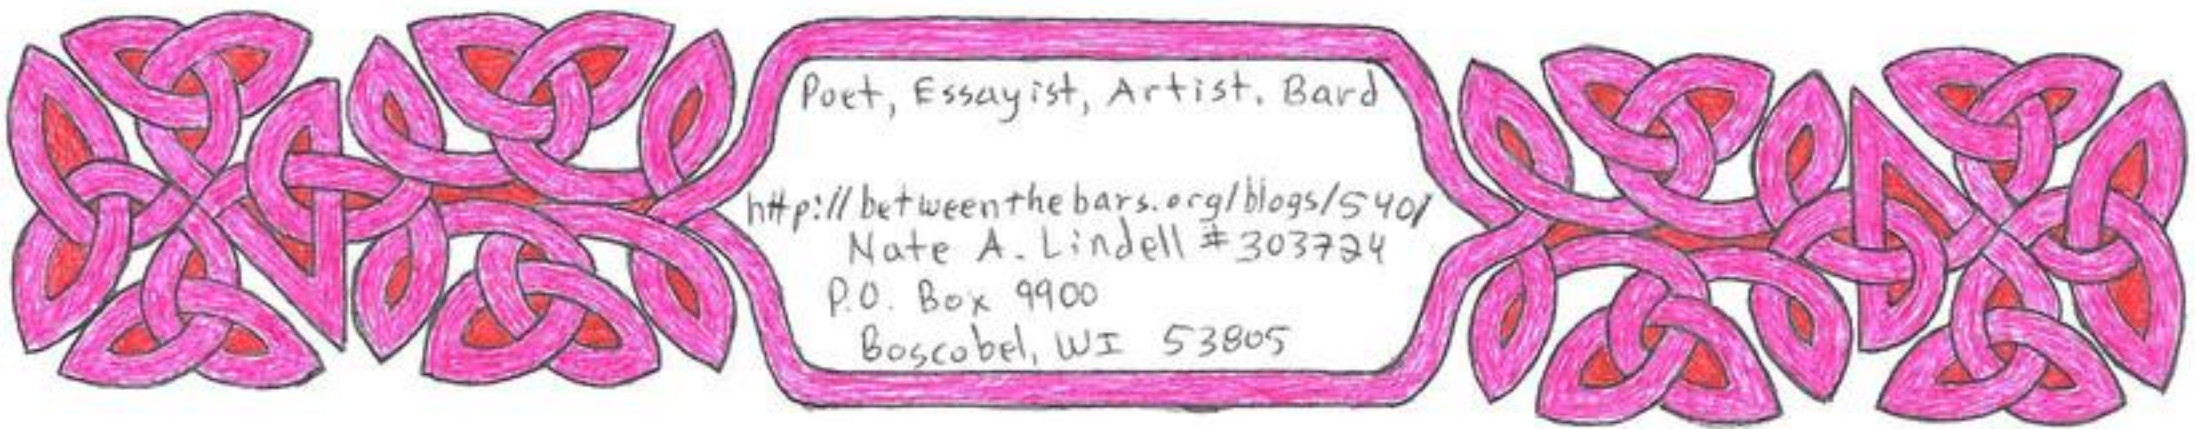 Poet, Essayist, Artist, Bard
http://betweenthebars.org/blogs/540/
Nate A. Lindell #303724
P.O. Box 9900
Boscobel, WI 53805